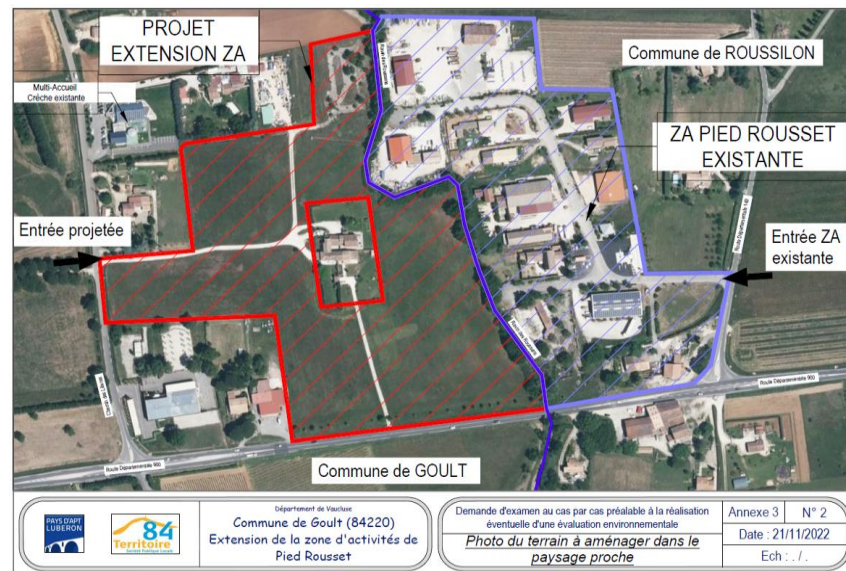 PROJET
EXTENSION ZA
Commune de ROUSSILON
Multi-Accueil
Crèche existante
ZA PIED ROUSSET
EXISTANTE
Entrée projetée
Entrée ZA
existante
Route Départementale 900
Route Départementale 900
Commune de GOULT
PAYS D'APT
LUBERON
84
Territoire
Société Publique Locale
Département de Vaucluse
Commune de Goult (84220)
Extension de la zone d'activités de
Pied Rousset
Demande d'examen au cas par cas préalable à la réalisation
éventuelle d'une évaluation environnementale
Photo du terrain à aménager dans le
paysage proche
Annexe 3
N° 2
Date : 21/11/2022
Ech : . / .